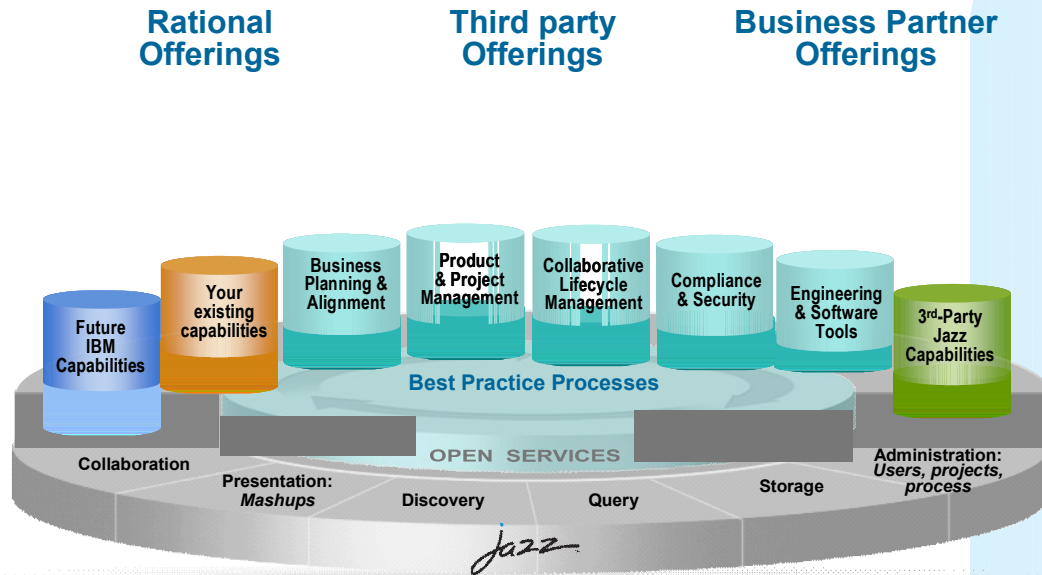 Rational
Offerings
Third party
Offerings
Business Partner
Offerings
Future
IBM
Capabilities
Your
existing
capabilities
Business
Planning &
Alignment
Product
& Project
Management
Collaborative
Lifecycle
Management
Compliance
& Security
Engineering
& Software
Tools
3rd-Party
Jazz
Capabilities
Best Practice Processes
OPEN SERVICES
Collaboration
Presentation:
Mashups
Discovery
Query
Storage
Administration:
Users, projects,
process
jazz